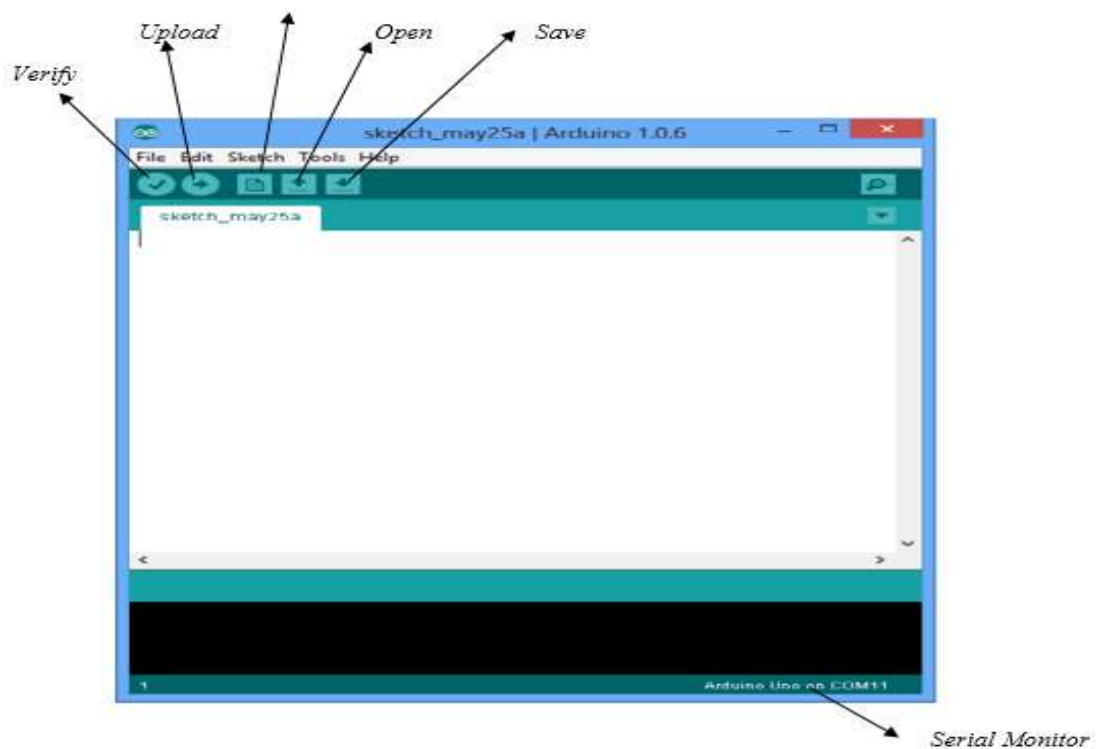 Upload Open Save
Verify
sketch_may25a | Arduino 1.0.6
File Edit Sketch Tools Help
sketch_may25a
1 Arduino Uno on COM11
Serial Monitor